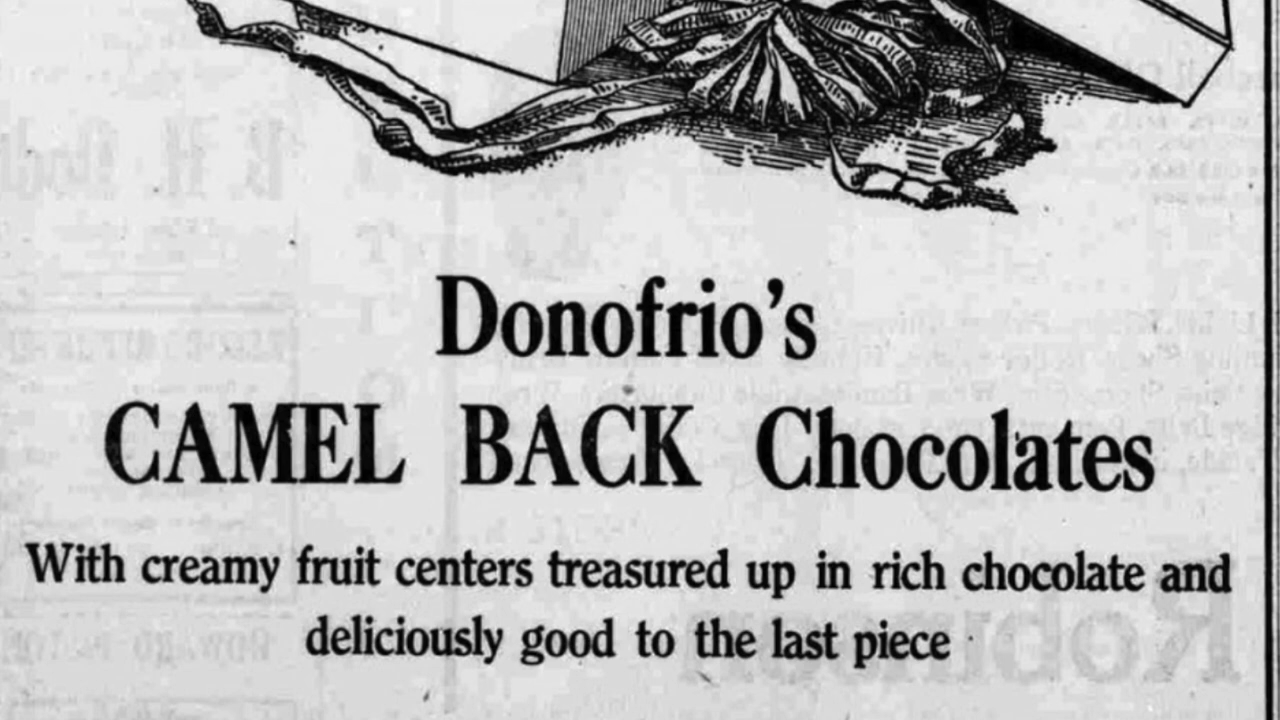 Donofrio's
CAMEL BACK Chocolates
With creamy fruit centers treasured up in rich chocolate and
deliciously good to the last piece